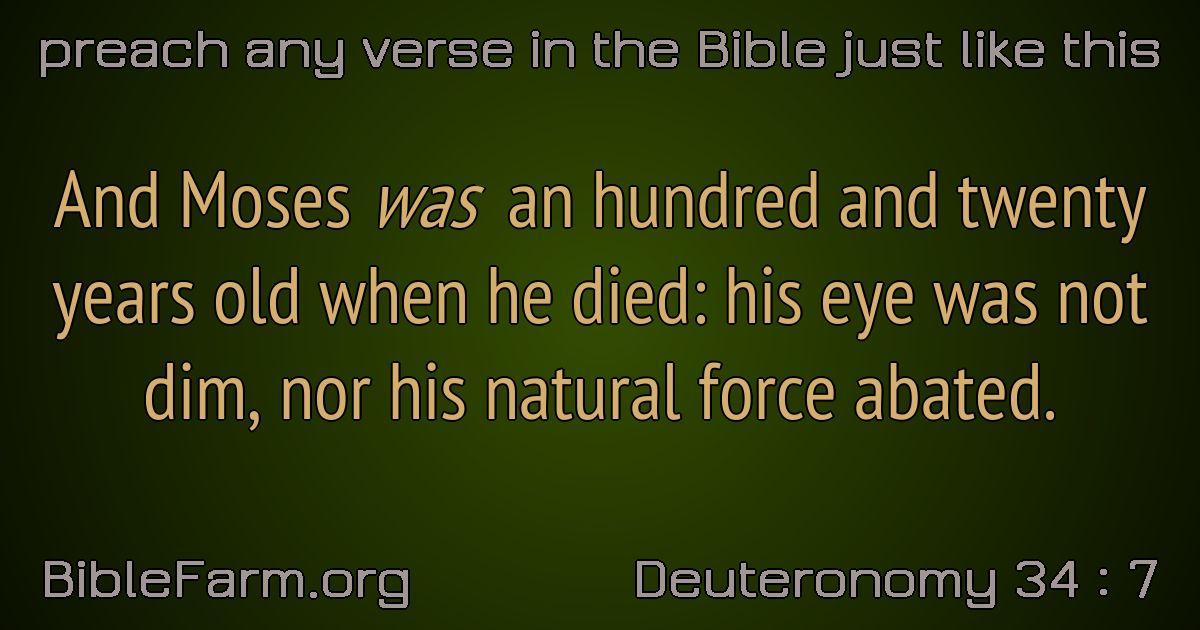 preach any verse in the Bible just like this
And Moses was an hundred and twenty
years old when he died: his eye was not
dim, nor his natural force abated.
BibleFarm.org
Deuteronomy 34 : 7